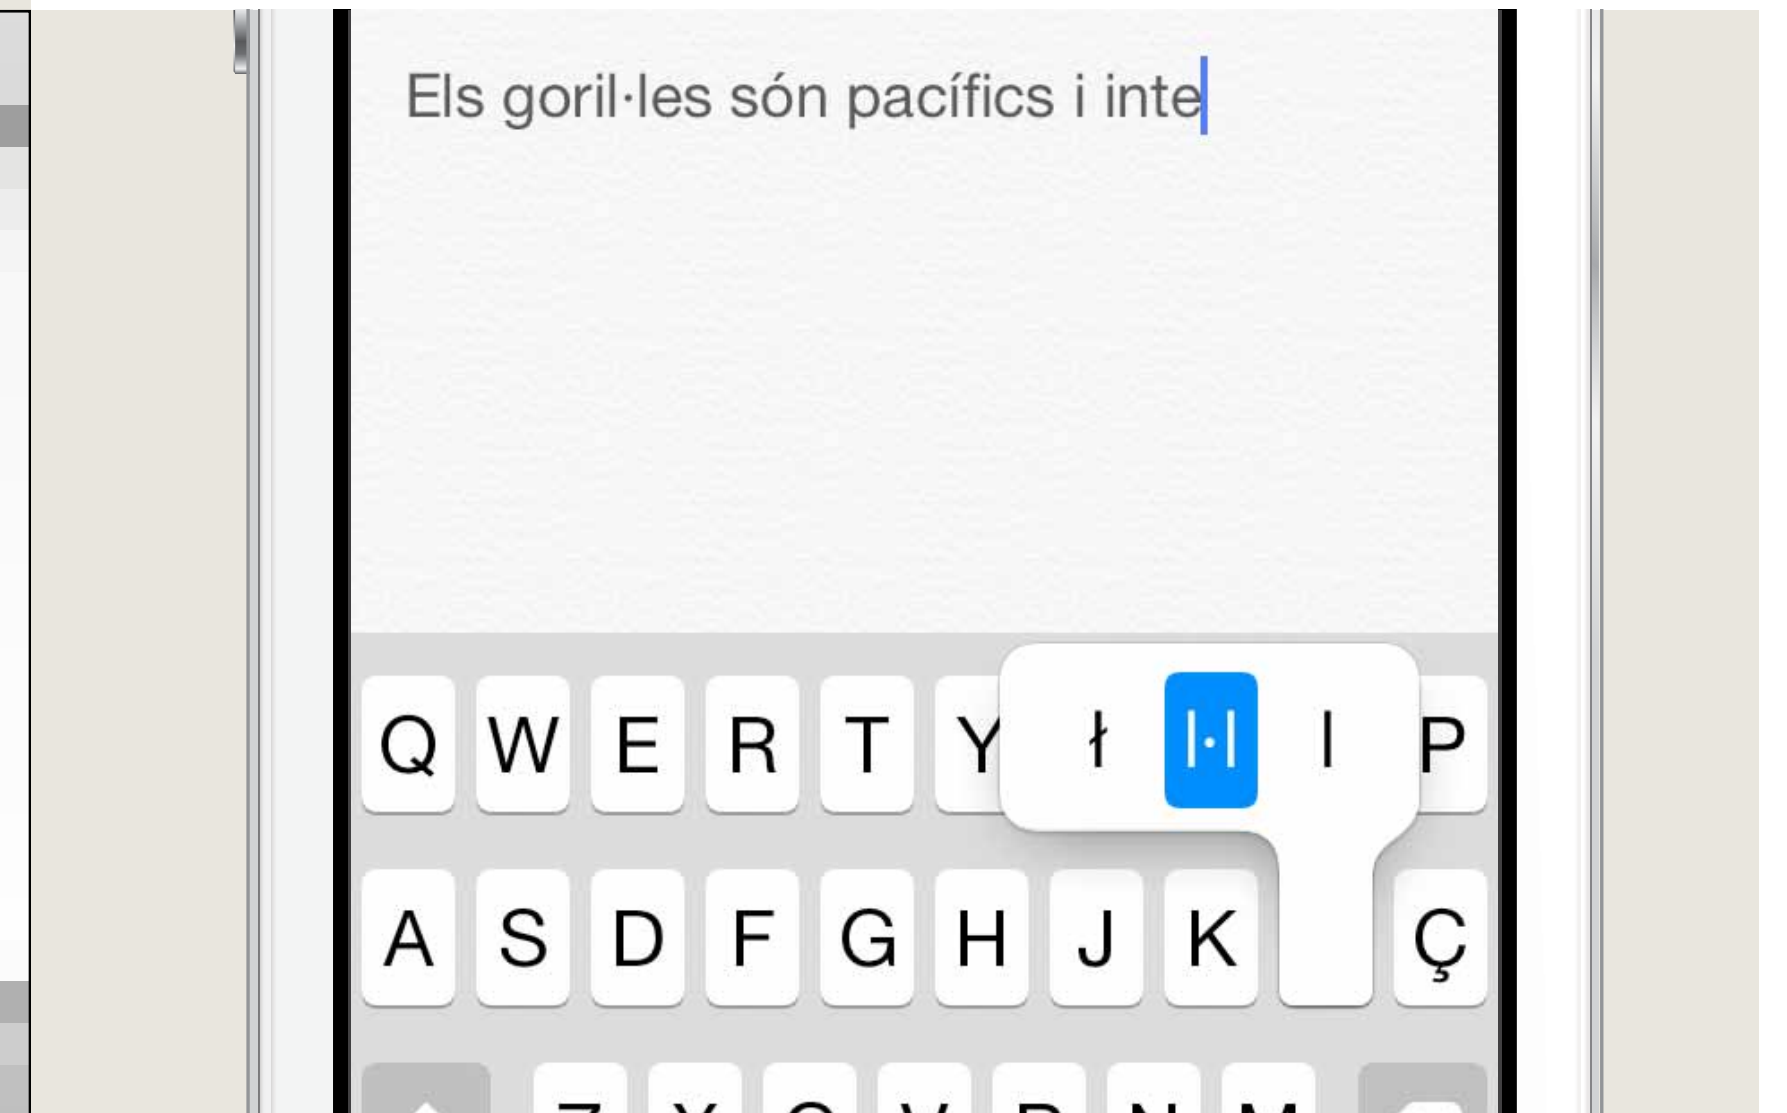 Els goril·les són pacífics i inte
Q W E R T Y ł l·l l P
A S D F G H J K Ç
Z X C V B N M